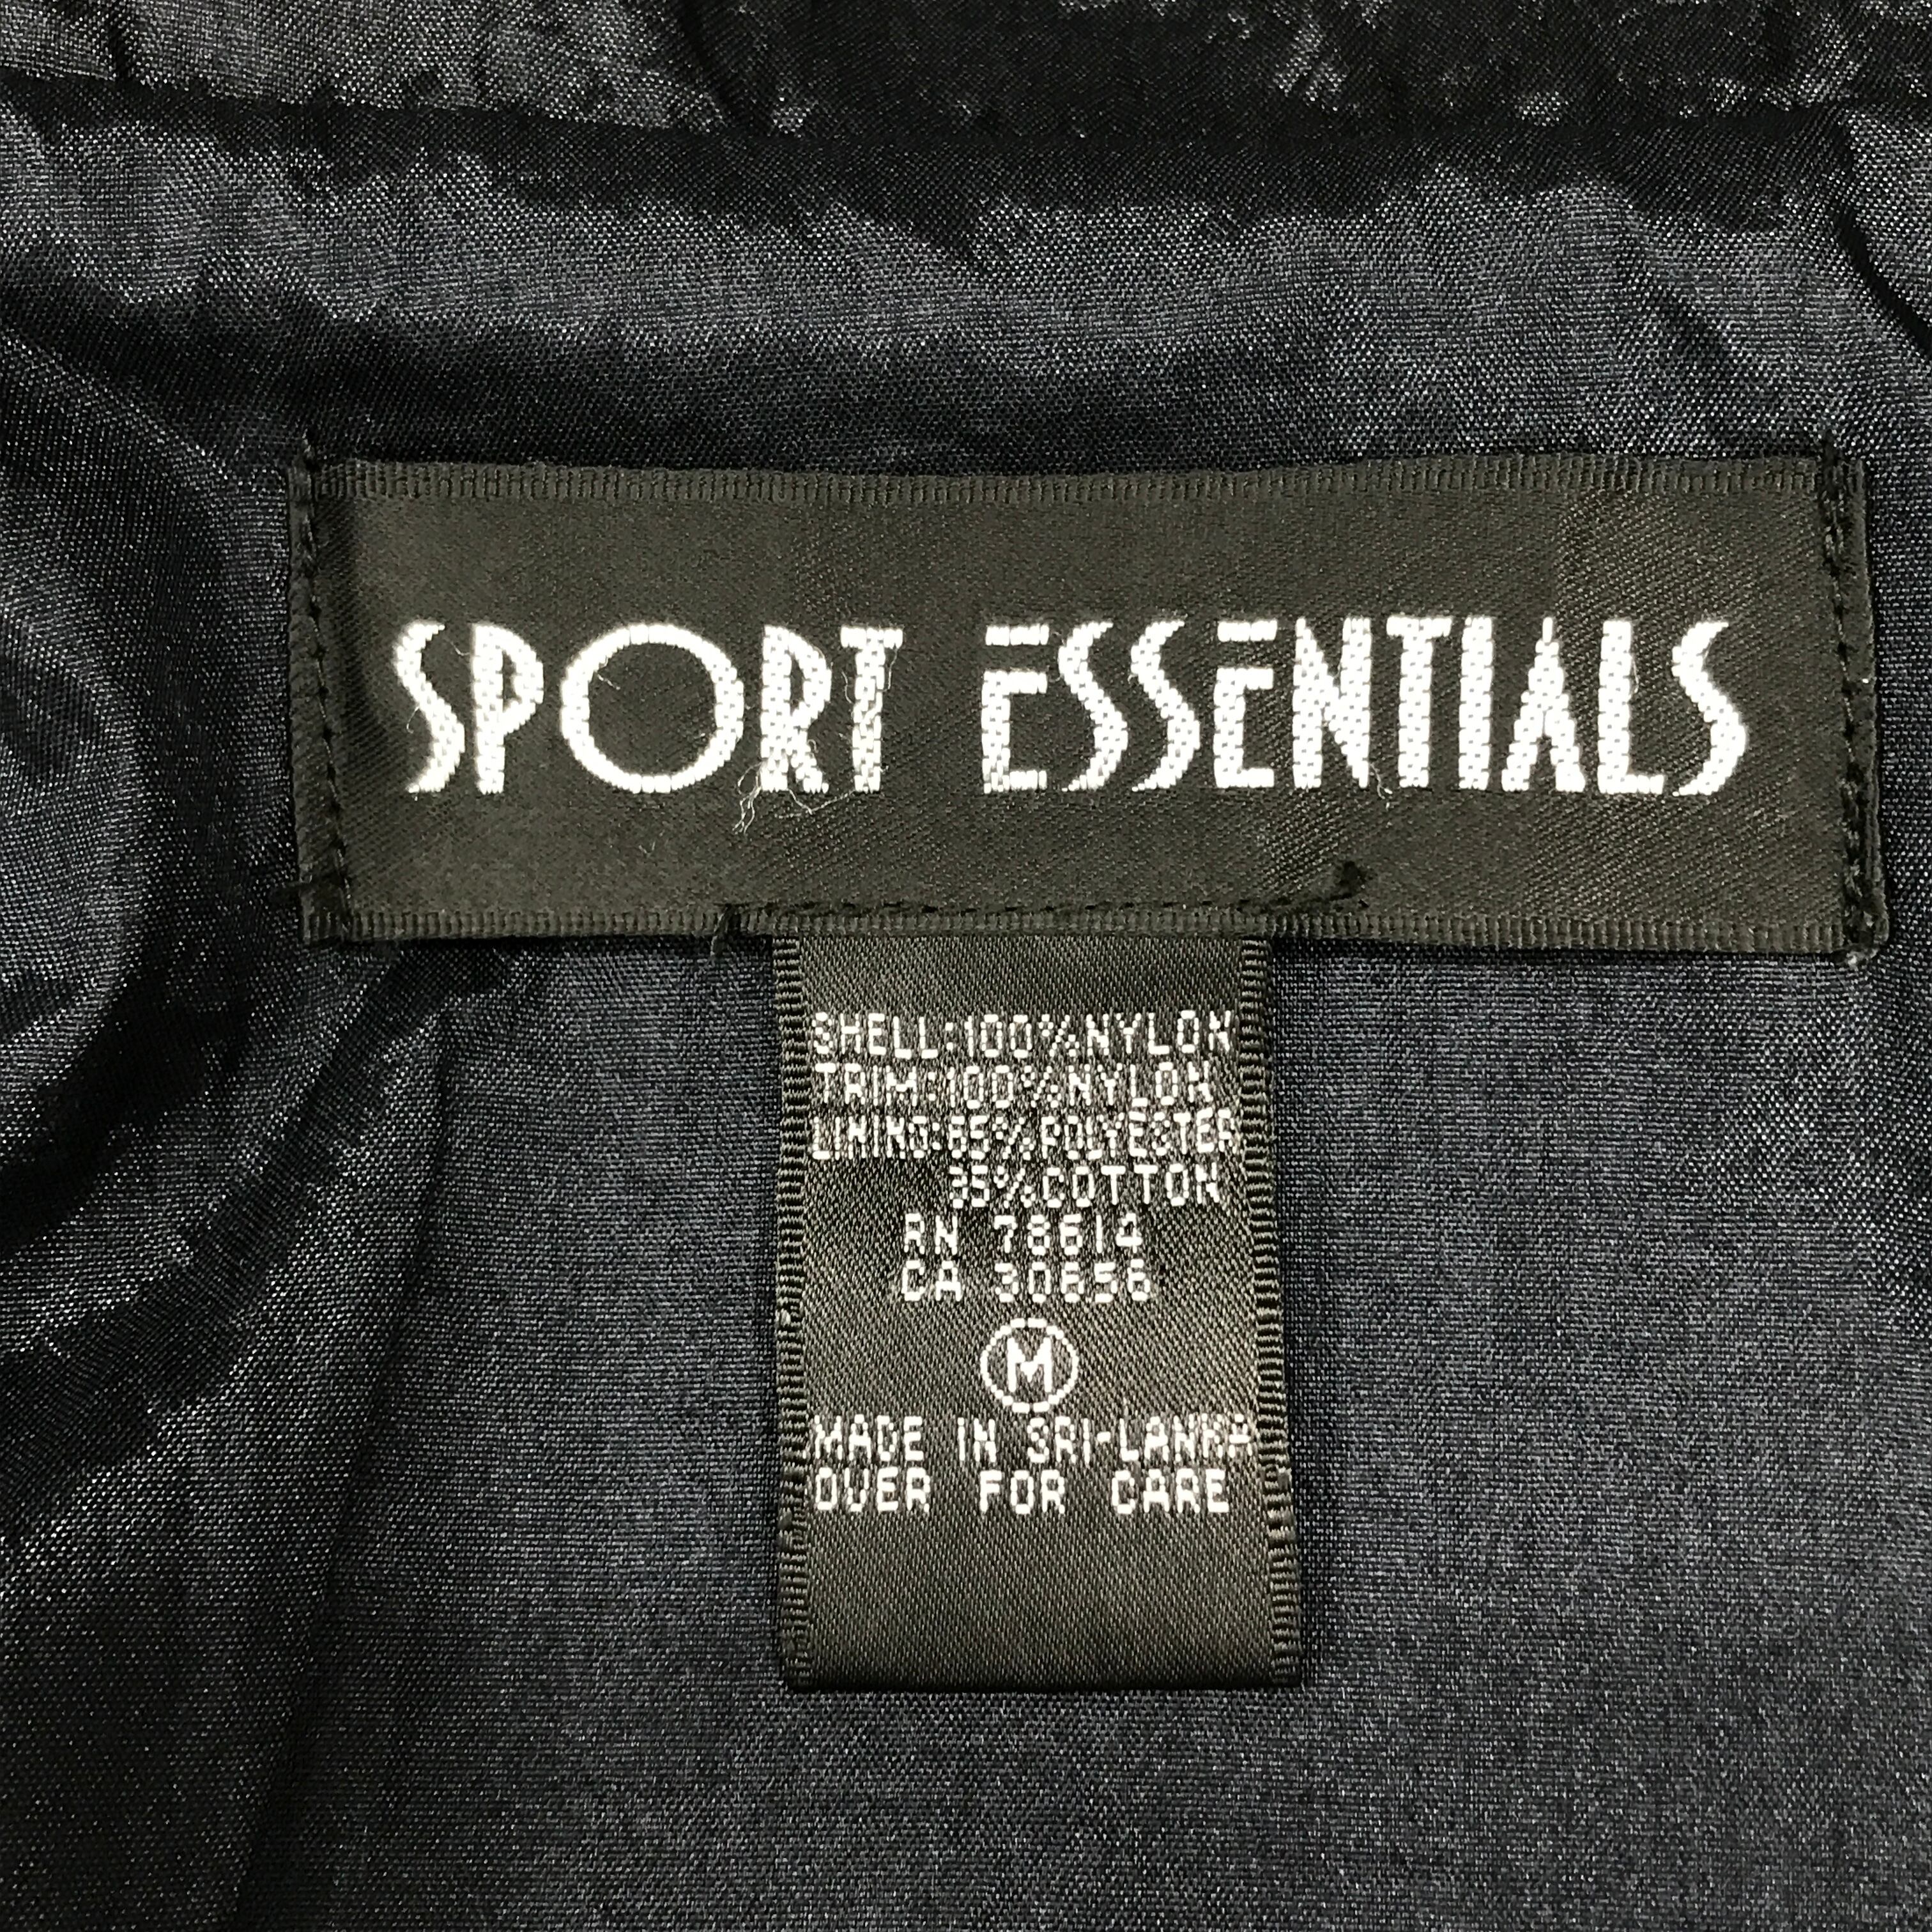 SPORT ESSENTIALS
SHELL:100%NYLON
TRIM:100%NYLON
LINING:65%POLYESTER
35%COTTON
RN 78614
CA 30656
M
MADE IN SRI-LANKA
OVER FOR CARE